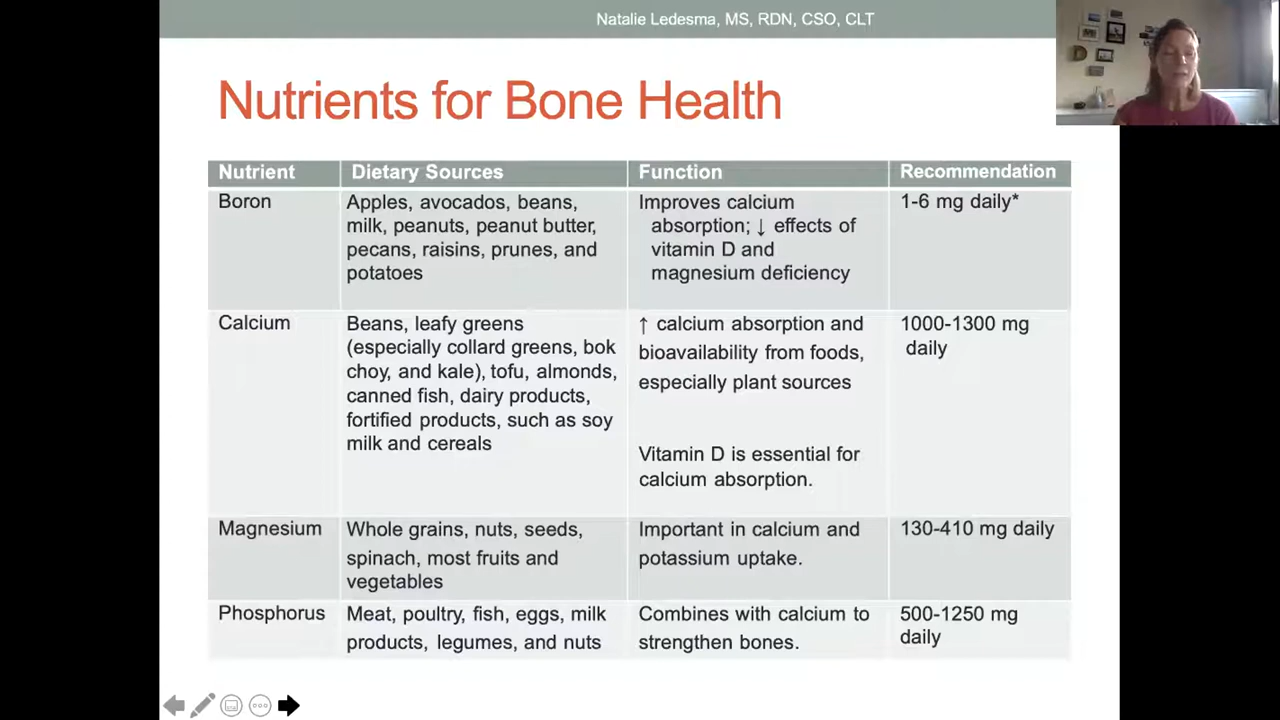 Natalie Ledesma, MS, RDN, CSO, CLT
Nutrients for Bone Health
Nutrient Dietary Sources Function Recommendation
Boron
Apples, avocados, beans,
milk, peanuts, peanut butter,
pecans, raisins, prunes, and
potatoes
Improves calcium
absorption; ↓ effects of
vitamin D and
magnesium deficiency
1-6 mg daily*
Calcium
Beans, leafy greens
(especially collard greens, bok
choy, and kale), tofu, almonds,
canned fish, dairy products,
fortified products, such as soy
milk and cereals
↑ calcium absorption and
bioavailability from foods,
especially plant sources
Vitamin D is essential for
calcium absorption.
1000-1300 mg
daily
Magnesium
Whole grains, nuts, seeds,
spinach, most fruits and
vegetables
Important in calcium and
potassium uptake.
130-410 mg daily
Phosphorus
Meat, poultry, fish, eggs, milk
products, legumes, and nuts
Combines with calcium to
strengthen bones.
500-1250 mg
daily